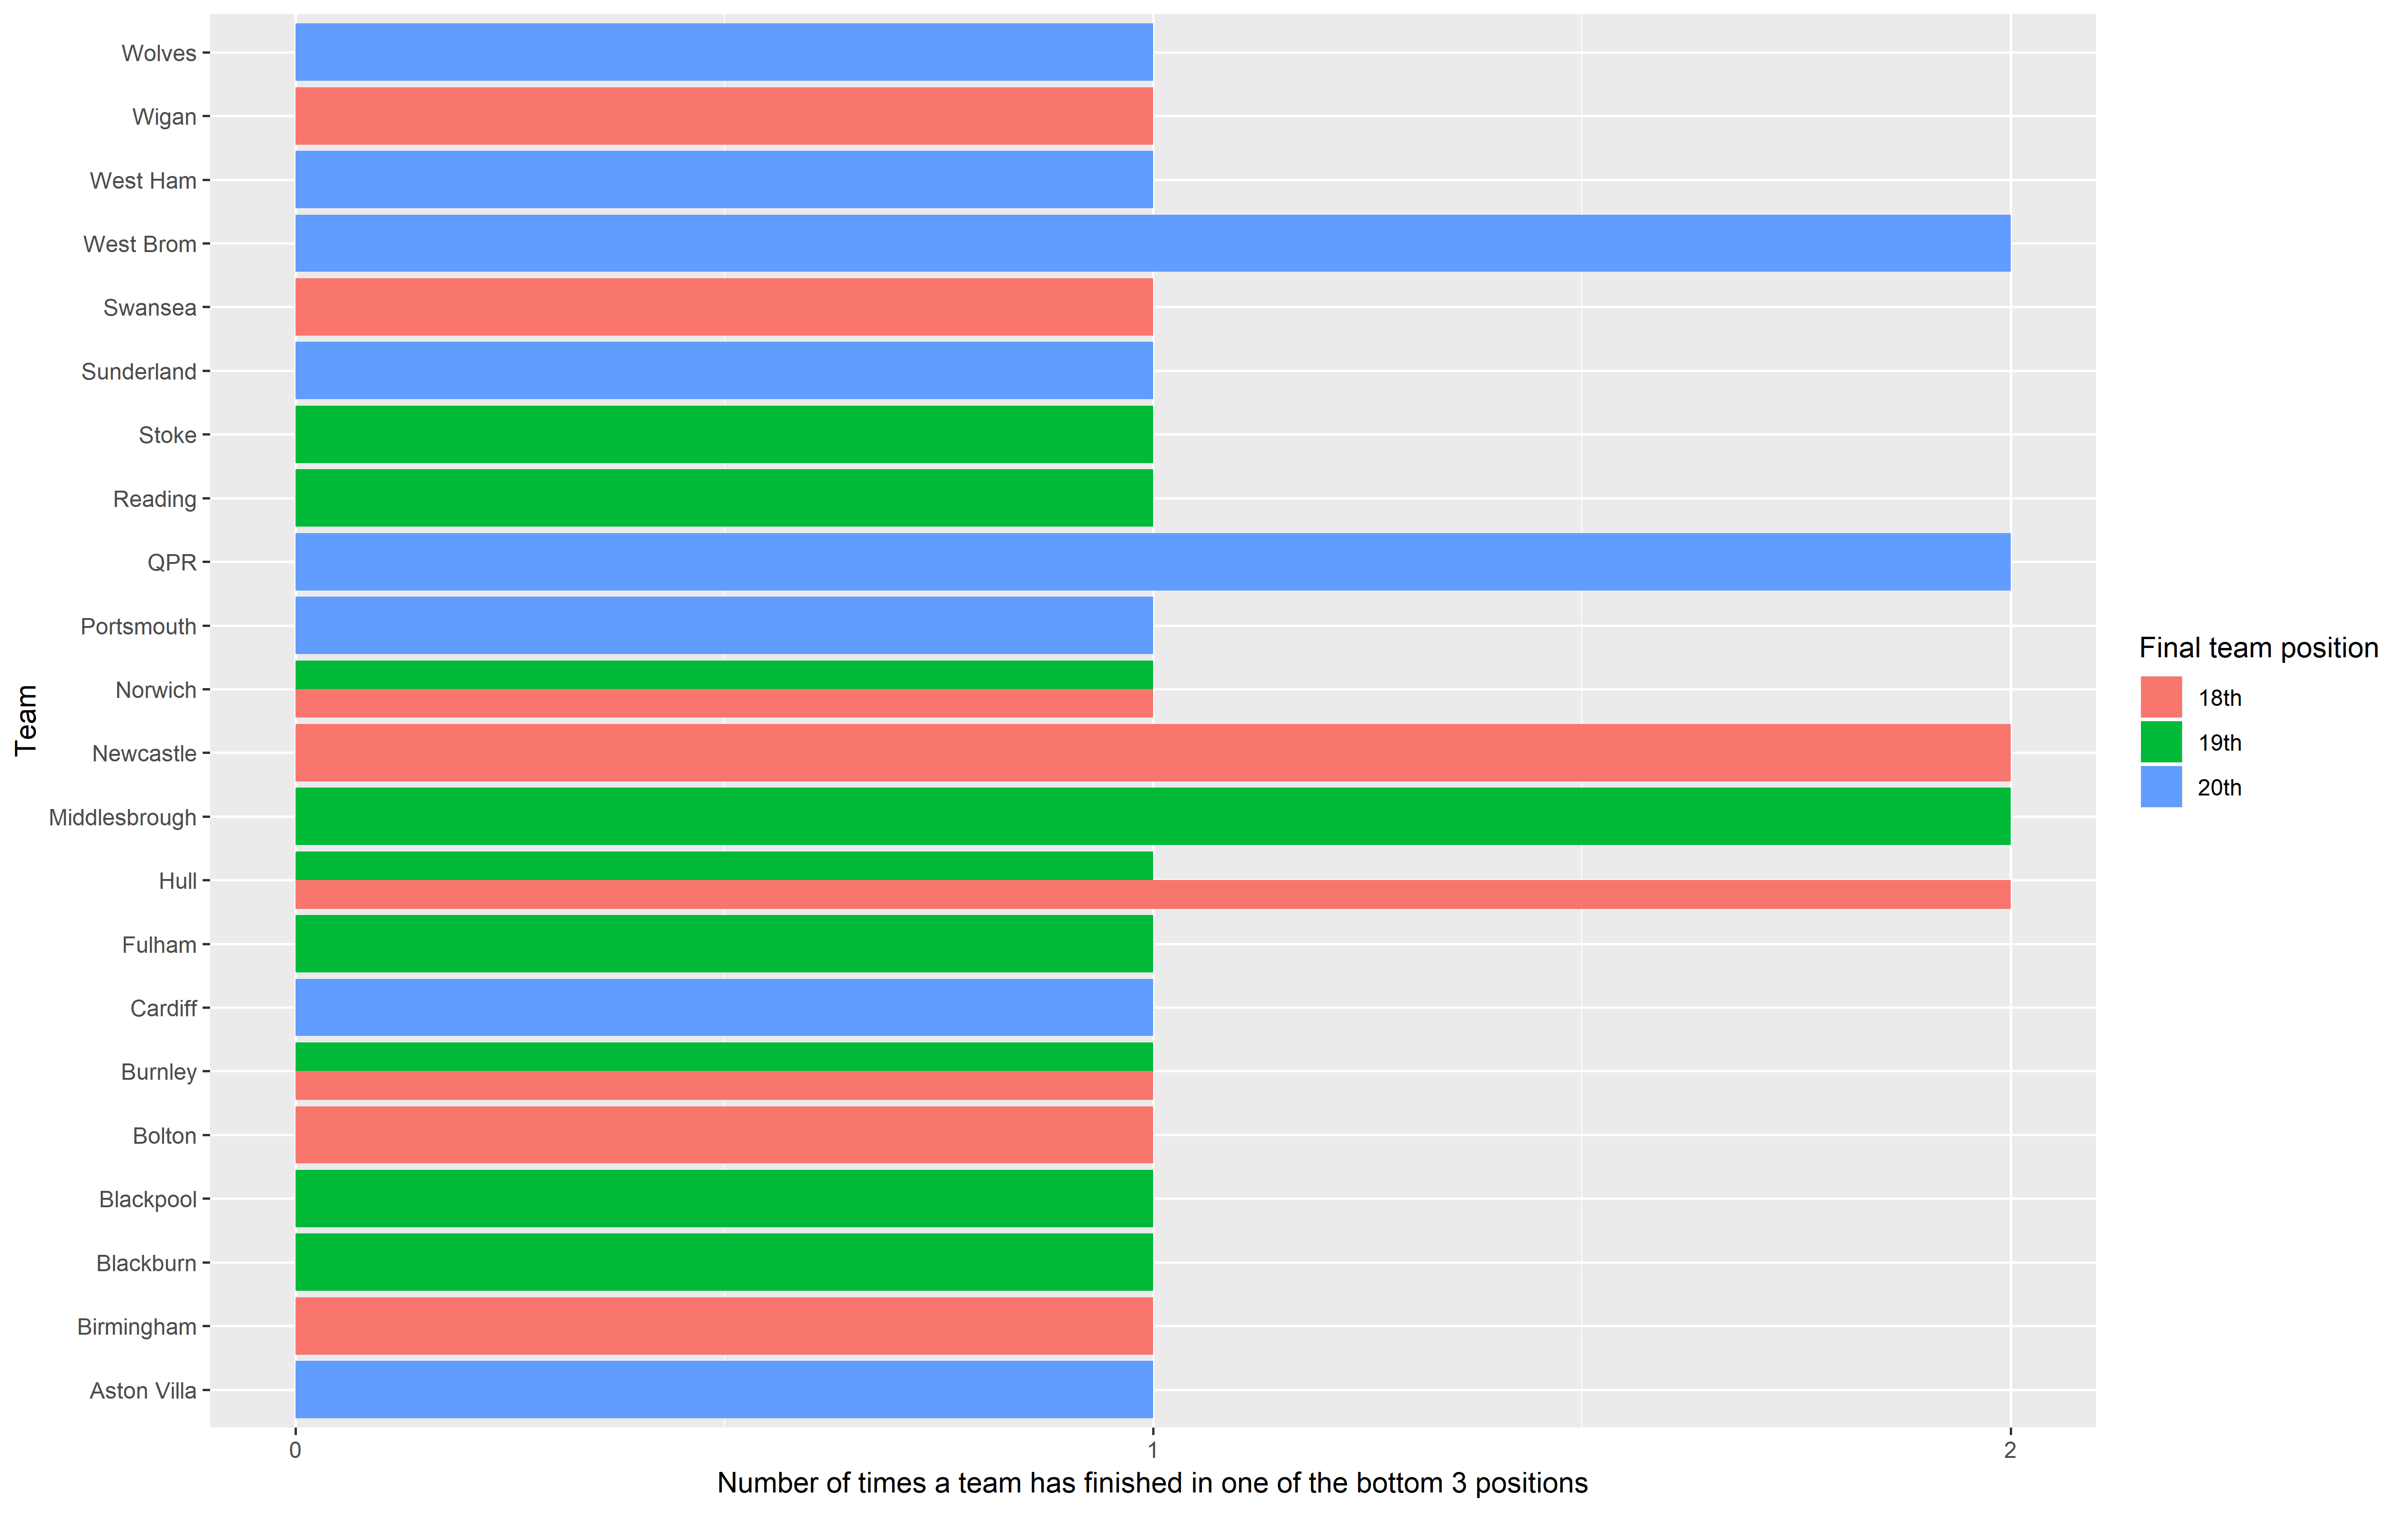 Wolves
Wigan
West Ham
West Brom
Swansea
Sunderland
Stoke
Reading
QPR
Portsmouth
Norwich
Newcastle
Middlesbrough
Hull
Fulham
Cardiff
Burnley
Bolton
Blackpool
Blackburn
Birmingham
Aston Villa
Team
0 1 2
Number of times a team has finished in one of the bottom 3 positions
Final team position
18th
19th
20th